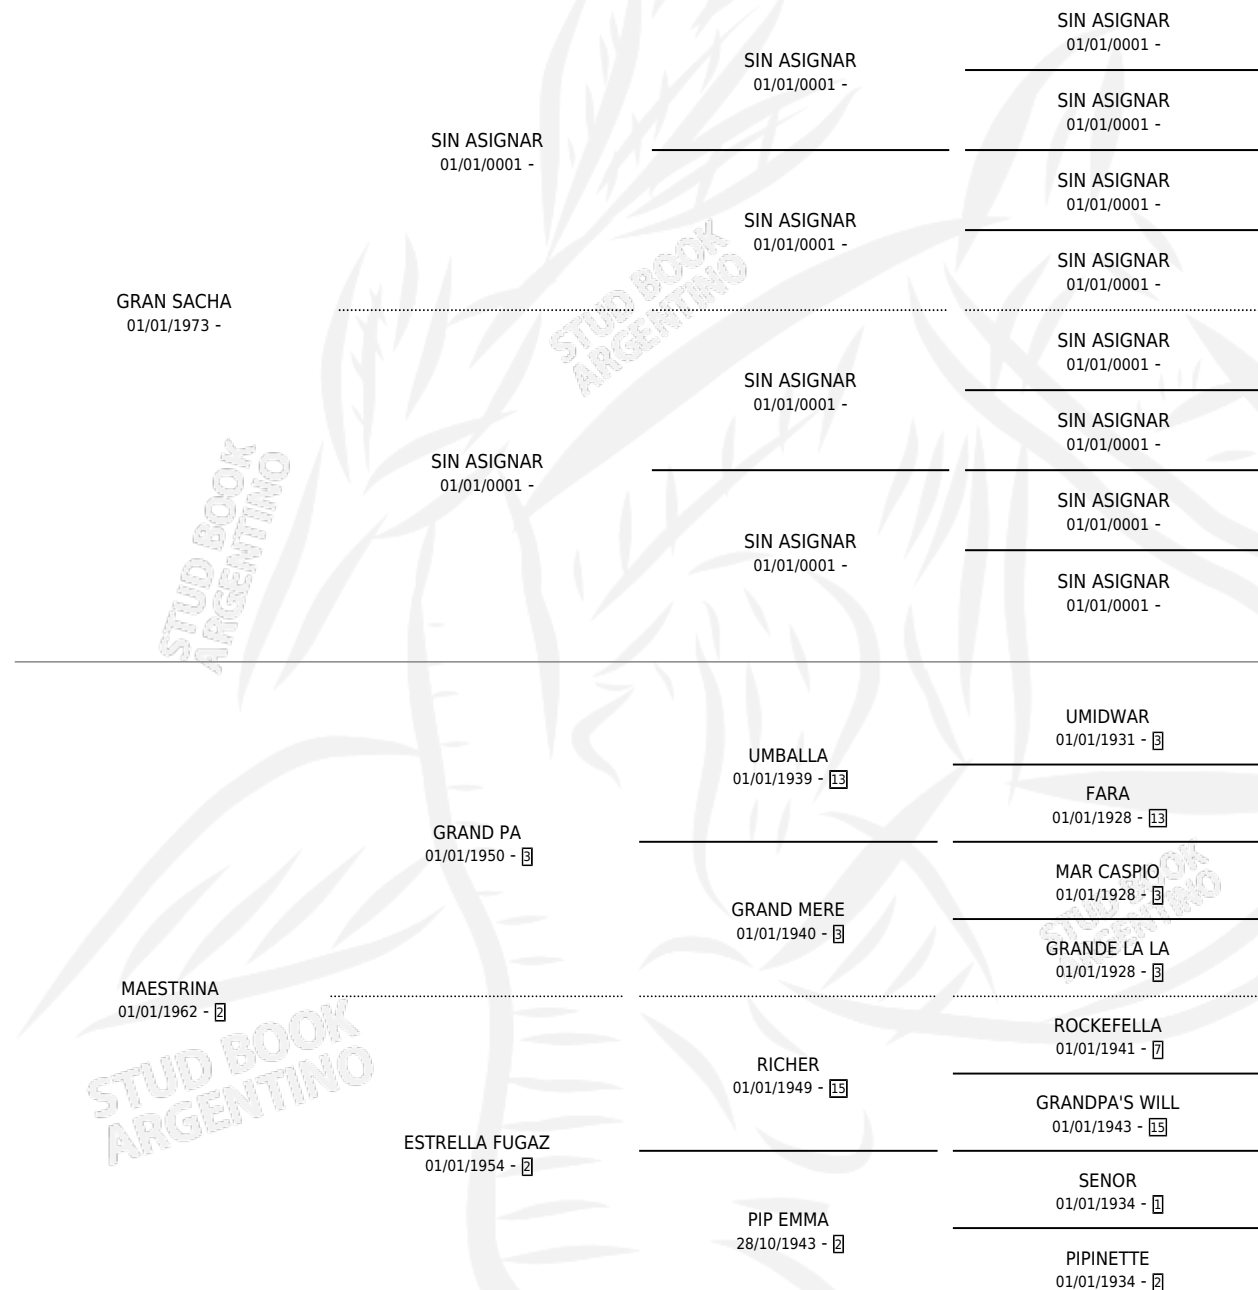 SIN ASIGNAR
01/01/0001 -
SIN ASIGNAR
01/01/0001 -
SIN ASIGNAR
01/01/0001 -
SIN ASIGNAR
01/01/0001 -
SIN ASIGNAR
01/01/0001 -
SIN ASIGNAR
01/01/0001 -
SIN ASIGNAR
01/01/0001 -
STUD BOOK
ARGENTINO
GRAN SACHA
01/01/1973 -
SIN ASIGNAR
01/01/0001 -
SIN ASIGNAR
01/01/0001 -
SIN ASIGNAR
01/01/0001 -
SIN ASIGNAR
01/01/0001 -
SIN ASIGNAR
01/01/0001 -
SIN ASIGNAR
01/01/0001 -
SIN ASIGNAR
01/01/0001 -
STUD BOOK
ARGENTINO
UMIDWAR
01/01/1931 - 3
UMBALLA
01/01/1939 - 13
FARA
01/01/1928 - 13
GRAND PA
01/01/1950 - 3
MAR CASPIO
01/01/1928 - 3
GRAND MERE
01/01/1940 - 3
GRANDE LA LA
01/01/1928 - 3
STUD BOOK
ARGENTINO
MAESTRINA
01/01/1962 - 2
ROCKEFELLA
01/01/1941 - 7
RICHER
01/01/1949 - 15
GRANDPA'S WILL
01/01/1943 - 15
STUD BOOK
ARGENTINO
ESTRELLA FUGAZ
01/01/1954 - 2
SENOR
01/01/1934 - 1
PIP EMMA
28/10/1943 - 2
PIPINETTE
01/01/1934 - 2